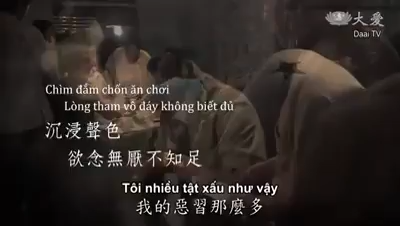 大愛
Daai TV
Chìm đắm chốn ăn chơi
Lòng tham vô đáy không biết đủ
沉浸聲色
欲念無厭不知足
Tôi nhiều tật xấu như vậy
我的惡習那麼多